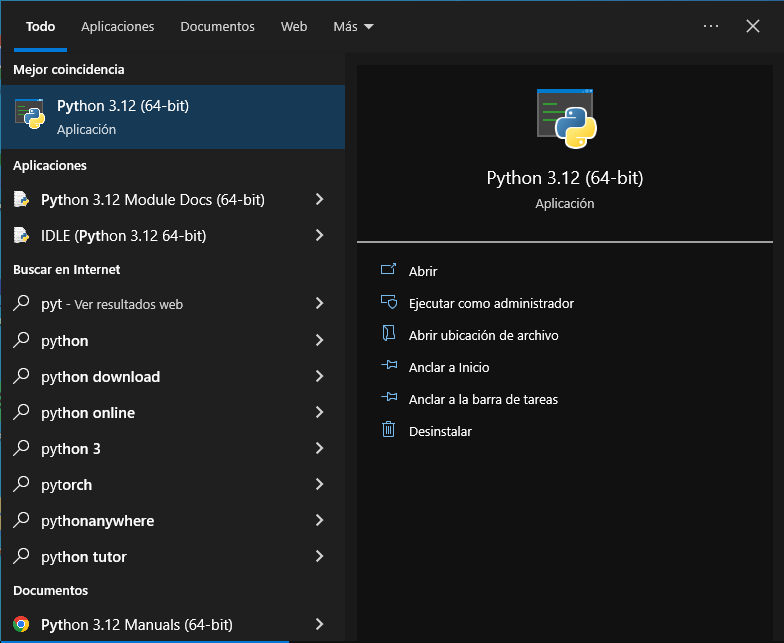 Todo Aplicaciones Documentos Web Más
Mejor coincidencia
Python 3.12 (64-bit)
Aplicación
Aplicaciones
Python 3.12 Module Docs (64-bit)
IDLE (Python 3.12 64-bit)
Buscar en Internet
pyt - Ver resultados web
python
python download
python online
python 3
pytorch
pythonanywhere
python tutor
Documentos
Python 3.12 Manuals (64-bit)
Python 3.12 (64-bit)
Aplicación
Abrir
Ejecutar como administrador
Abrir ubicación de archivo
Anclar a Inicio
Anclar a la barra de tareas
Desinstalar